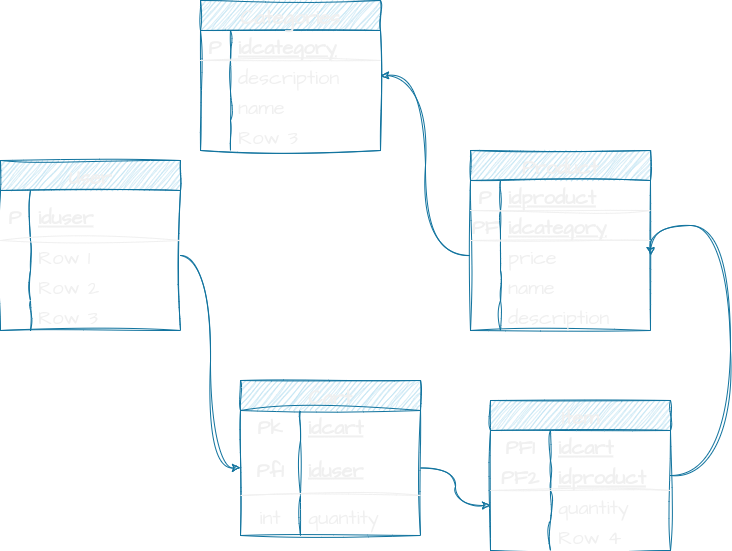 P idcategory
description
name
Row 3
P iduser
Row 1
Row 2
Row 3
P idproduct
PF idcategory
price
name
description
Pk idcart
Pf1 iduser
int quantity
PF1 idcart
PF2 idproduct
quantity
Row 4